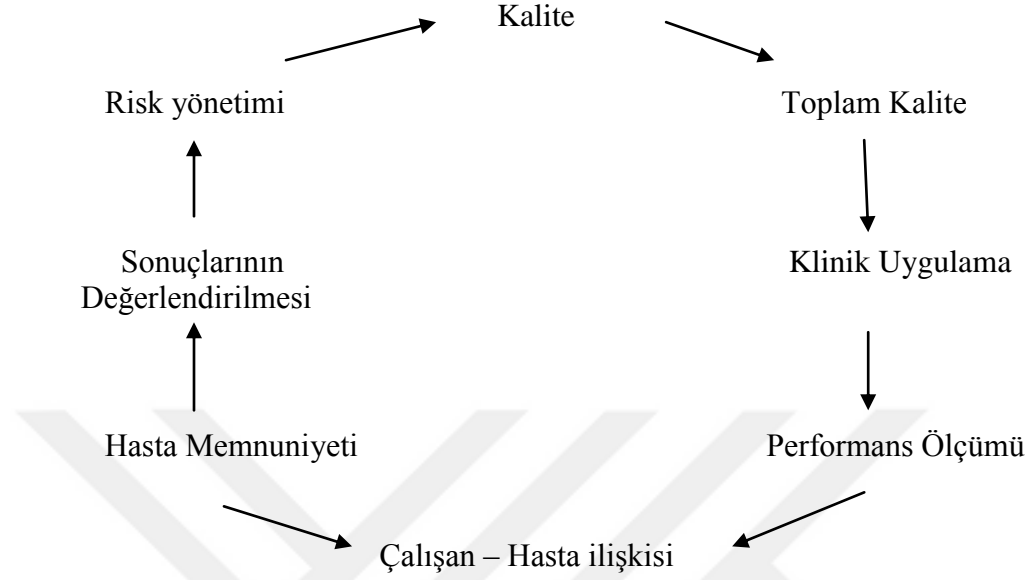 Kalite
Risk yönetimi
Toplam Kalite
Sonuçlarının
Değerlendirilmesi
Klinik Uygulama
Hasta Memnuniyeti
Performans Ölçümü
Çalışan – Hasta ilişkisi